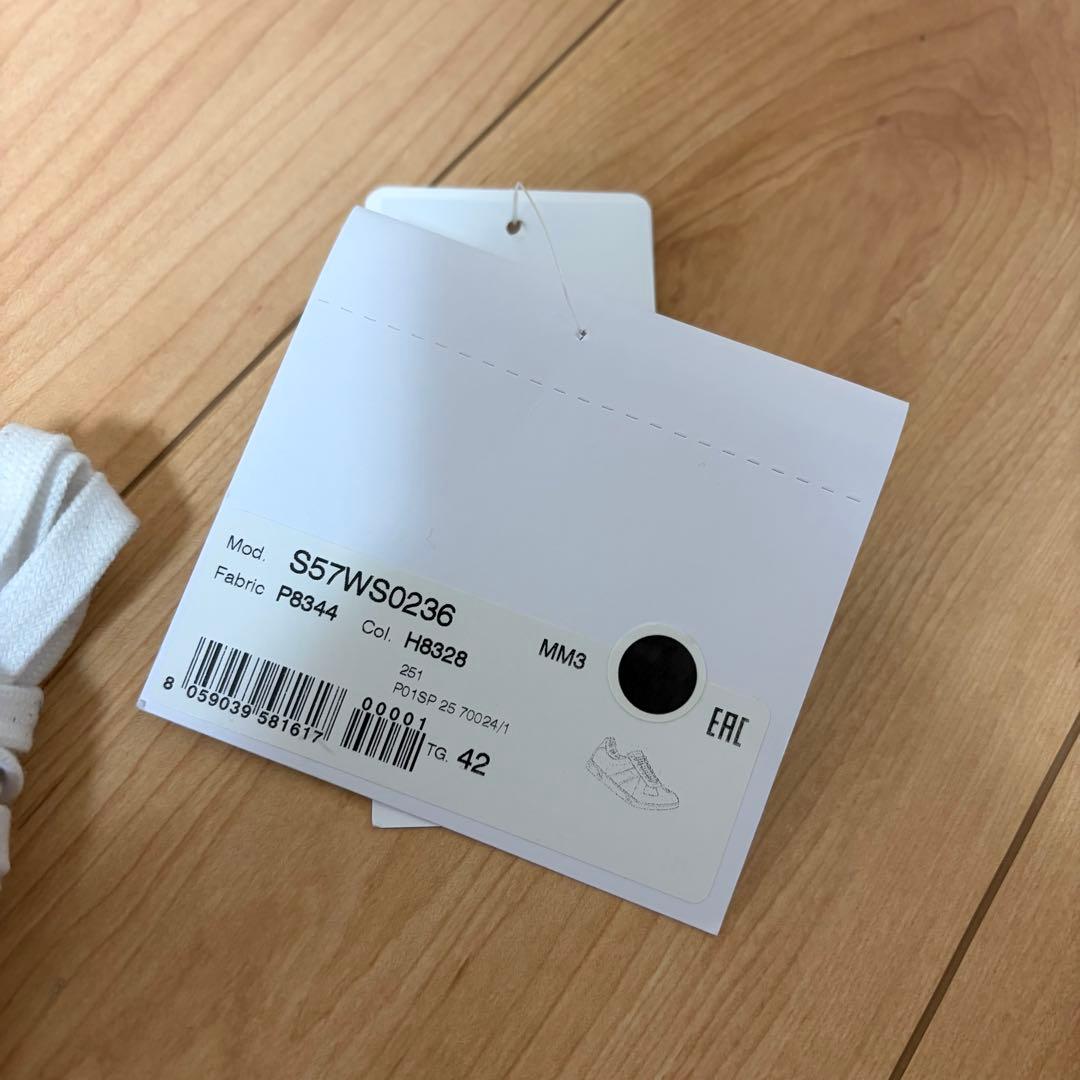 Mod. S57WS0236
Fabric P8344 Col. H8328 MM3
251
P01SP 25 70024/1
8 059039 581617 00001
TG. 42
EAC